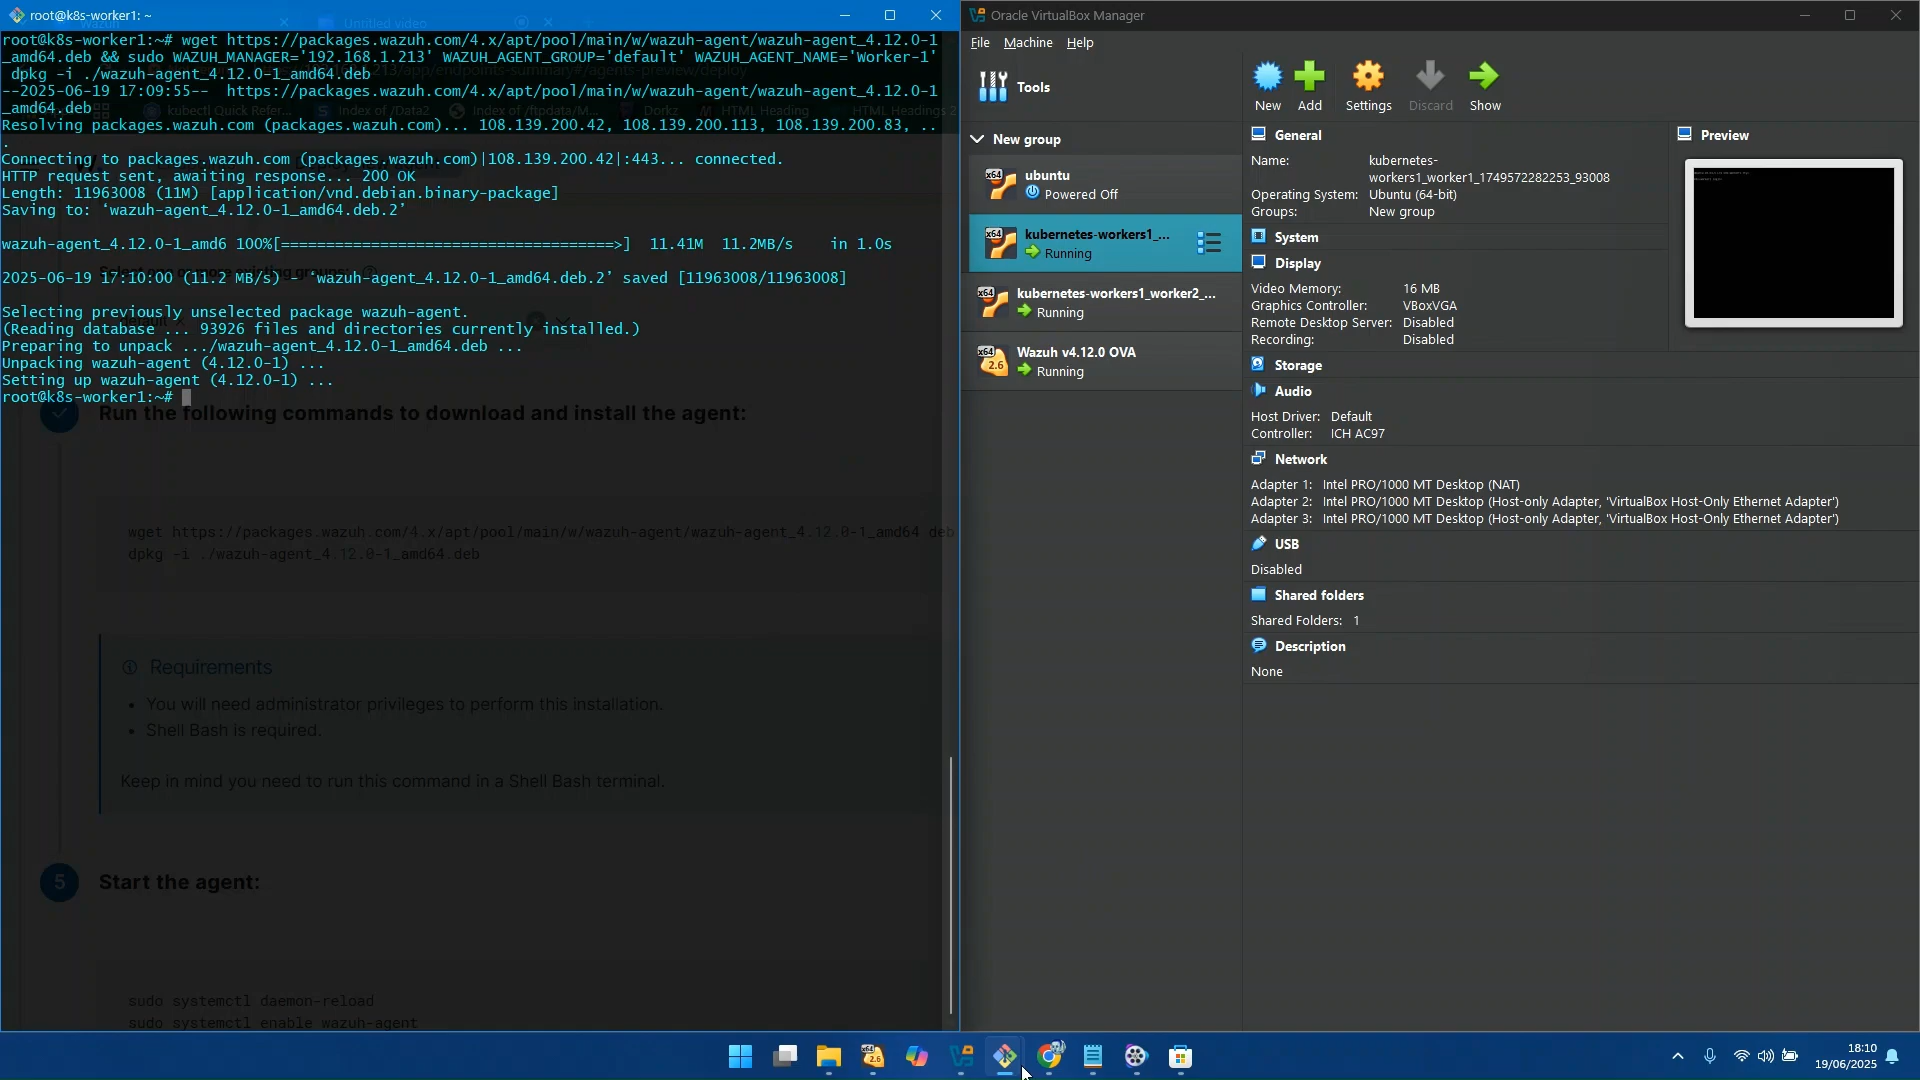 root@k8s-worker1: ~
root@k8s-worker1:~# wget https://packages.wazuh.com/4.x/apt/pool/main/w/wazuh-agent/wazuh-agent_4.12.0-1
_amd64.deb && sudo WAZUH_MANAGER='192.168.1.213' WAZUH_AGENT_GROUP='default' WAZUH_AGENT_NAME='Worker-1'
dpkg -i ./wazuh-agent_4.12.0-1_amd64.deb
--2025-06-19 17:09:55--  https://packages.wazuh.com/4.x/apt/pool/main/w/wazuh-agent/wazuh-agent_4.12.0-1
_amd64.deb
Resolving packages.wazuh.com (packages.wazuh.com)... 108.139.200.42, 108.139.200.113, 108.139.200.83, ..
.
Connecting to packages.wazuh.com (packages.wazuh.com)|108.139.200.42|:443... connected.
HTTP request sent, awaiting response... 200 OK
Length: 11963008 (11M) [application/vnd.debian.binary-package]
Saving to: ‘wazuh-agent_4.12.0-1_amd64.deb.2’
wazuh-agent_4.12.0-1_amd6 100%[=====================================>]  11.41M  11.2MB/s    in 1.0s
2025-06-19 17:10:00 (11.2 MB/s) - ‘wazuh-agent_4.12.0-1_amd64.deb.2’ saved [11963008/11963008]
Selecting previously unselected package wazuh-agent.
(Reading database ... 93926 files and directories currently installed.)
Preparing to unpack .../wazuh-agent_4.12.0-1_amd64.deb ...
Unpacking wazuh-agent (4.12.0-1) ...
Setting up wazuh-agent (4.12.0-1) ...
root@k8s-worker1:~#
Run the following commands to download and install the agent:
wget https://packages.wazuh.com/4.x/apt/pool/main/w/wazuh-agent/wazuh-agent_4.12.0-1_amd64.deb
dpkg -i ./wazuh-agent_4.12.0-1_amd64.deb
Requirements
• You will need administrator privileges to perform this installation.
• Shell Bash is required.
Keep in mind you need to run this command in a Shell Bash terminal.
5 Start the agent:
sudo systemctl daemon-reload
sudo systemctl enable wazuh-agent
Oracle VirtualBox Manager
File Machine Help
Tools
New Add Settings Discard Show
New group
ubuntu
Powered Off
kubernetes-workers1_...
Running
kubernetes-workers1_worker2_...
Running
Wazuh v4.12.0 OVA
Running
General
Name: kubernetes-
workers1_worker1_1749572282253_93008
Operating System: Ubuntu (64-bit)
Groups: New group
Preview
System
Display
Video Memory: 16 MB
Graphics Controller: VBoxVGA
Remote Desktop Server: Disabled
Recording: Disabled
Storage
Audio
Host Driver: Default
Controller: ICH AC97
Network
Adapter 1: Intel PRO/1000 MT Desktop (NAT)
Adapter 2: Intel PRO/1000 MT Desktop (Host-only Adapter, 'VirtualBox Host-Only Ethernet Adapter')
Adapter 3: Intel PRO/1000 MT Desktop (Host-only Adapter, 'VirtualBox Host-Only Ethernet Adapter')
USB
Disabled
Shared folders
Shared Folders: 1
Description
None
18:10
19/06/2025